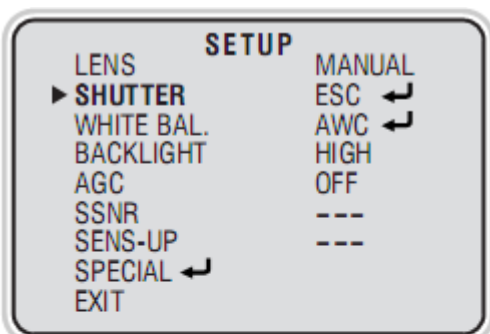 SETUP
LENS MANUAL
▶ SHUTTER ESC ↵
WHITE BAL. AWC ↵
BACKLIGHT HIGH
AGC OFF
SSNR ---
SENS-UP ---
SPECIAL ↵
EXIT